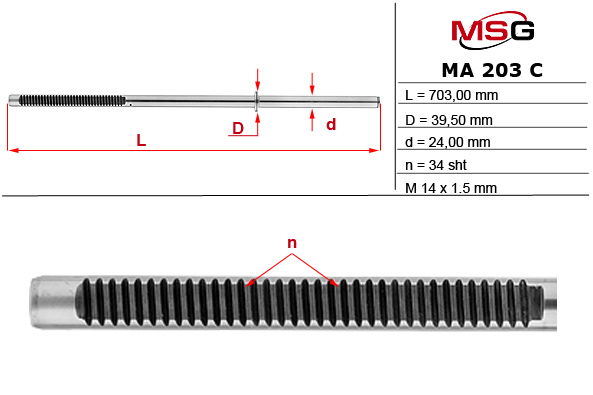 MSG
MA 203 C
L = 703,00 mm
D = 39,50 mm
d = 24,00 mm
n = 34 sht
M 14 x 1.5 mm
D
d
L
n